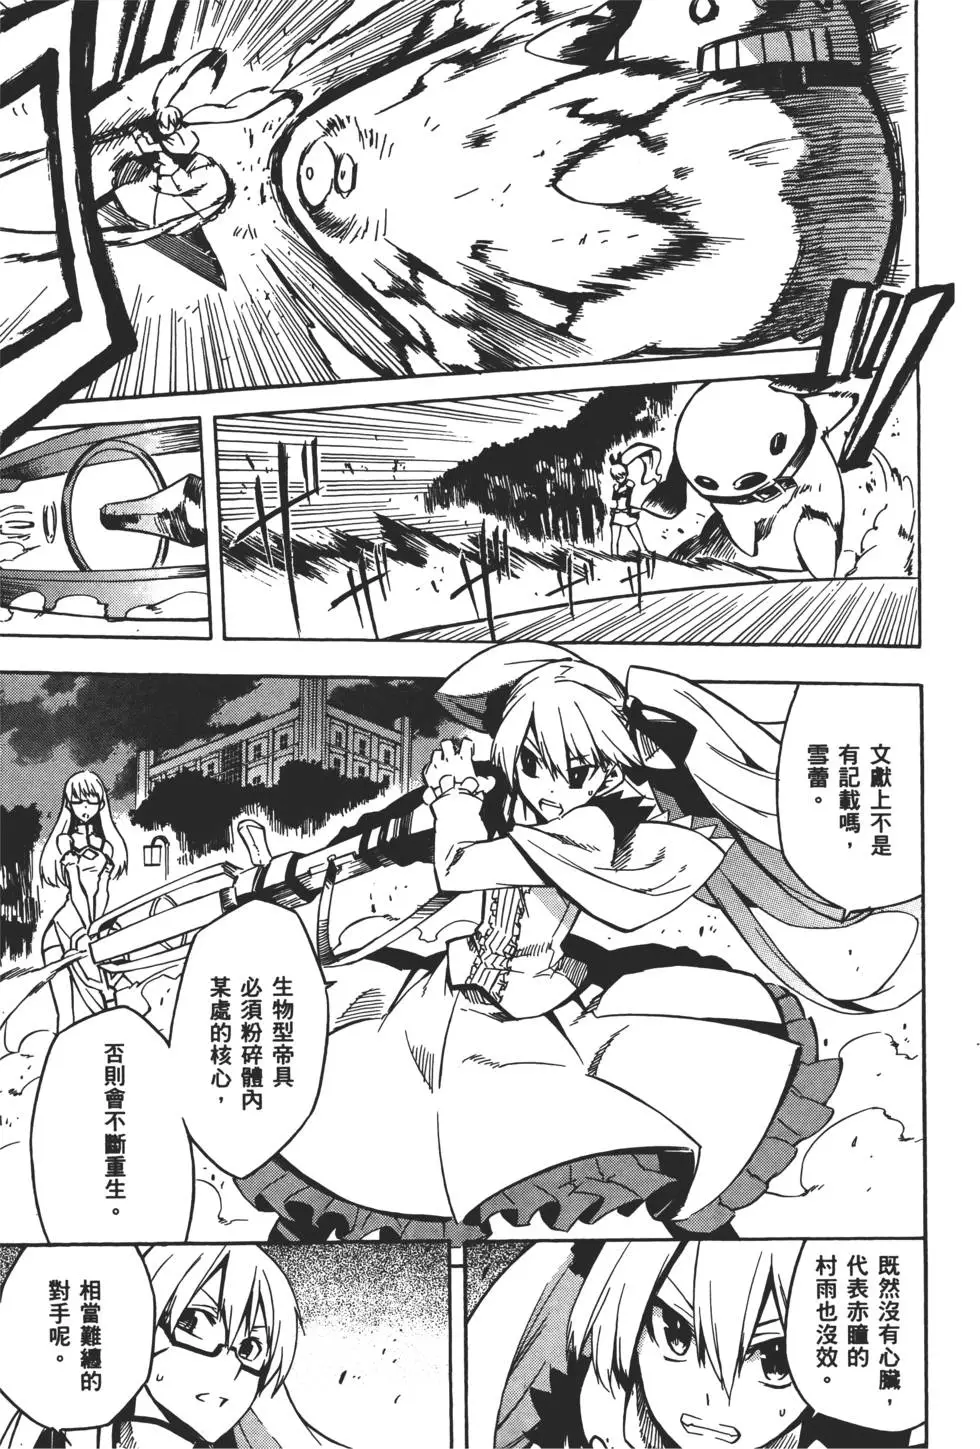 文獻上不是
有記載嗎，
雪蕾。
生物型帝具
必須粉碎體內
某處的核心，
否則會不斷重生。
既然沒有心臟，
代表赤瞳的
村雨也沒效
相當難纏的
對手呢。